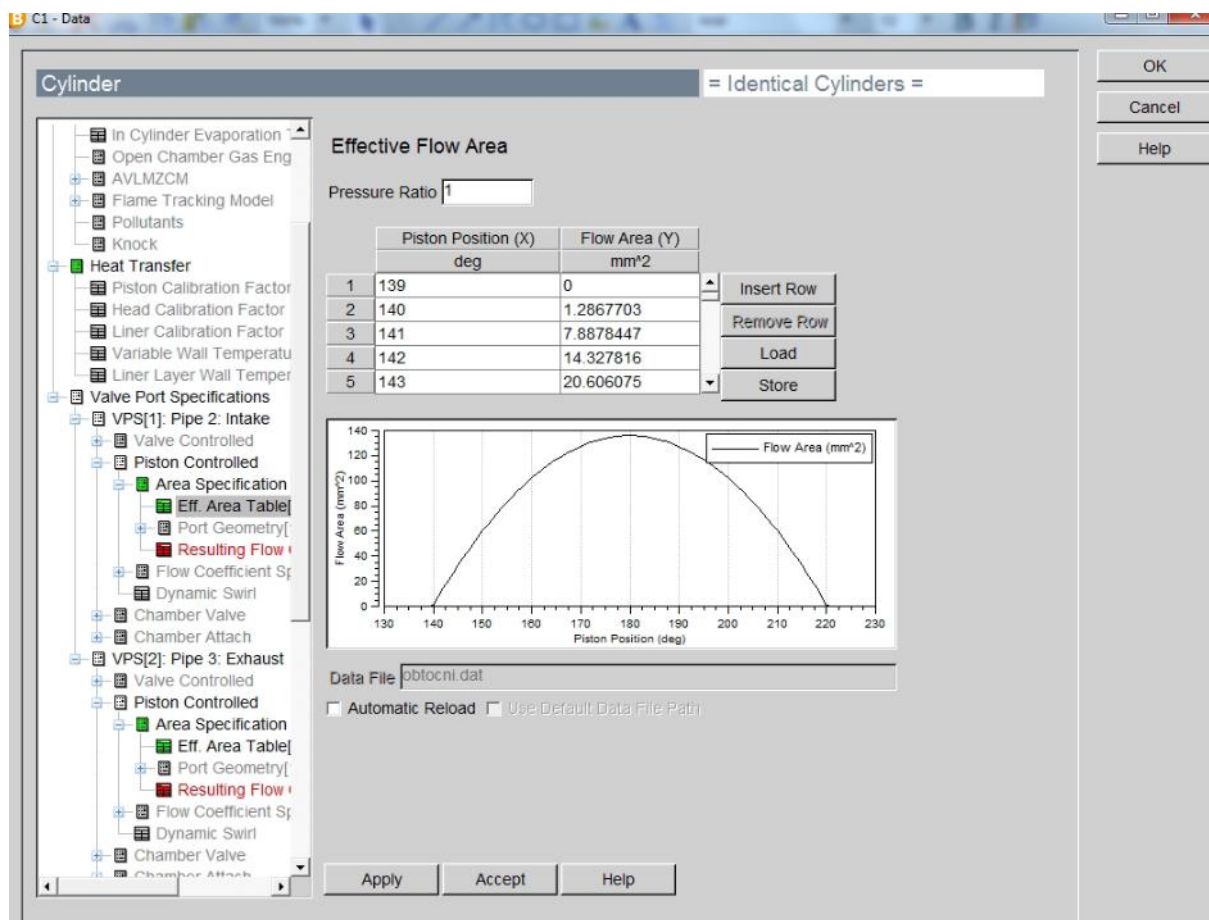 C1 - Data
Cylinder
= Identical Cylinders =
OK
Cancel
Help
In Cylinder Evaporation
Open Chamber Gas Eng
AVLMZCM
Flame Tracking Model
Pollutants
Knock
Heat Transfer
Piston Calibration Factor
Head Calibration Factor
Liner Calibration Factor
Variable Wall Temperatu
Liner Layer Wall Temper
Valve Port Specifications
VPS[1]: Pipe 2: Intake
Valve Controlled
Piston Controlled
Area Specification
Eff. Area Table[
Port Geometry[
Resulting Flow
Flow Coefficient Sp
Dynamic Swirl
Chamber Valve
Chamber Attach
VPS[2]: Pipe 3: Exhaust
Valve Controlled
Piston Controlled
Area Specification
Eff. Area Table[
Port Geometry[
Resulting Flow
Flow Coefficient Sp
Dynamic Swirl
Chamber Valve
Chamber Attach
Effective Flow Area
Pressure Ratio 1
Piston Position (X) Flow Area (Y)
deg mm^2
1 139 0
2 140 1.2867703
3 141 7.8878447
4 142 14.327816
5 143 20.606075
Insert Row
Remove Row
Load
Store
Flow Area (mm^2)
140
120
100
80
60
40
20
0
Flow Area (mm^2)
130 140 150 160 170 180 190 200 210 220 230
Piston Position (deg)
Data File obtocni.dat
Automatic Reload Use Default Data File Path
Apply Accept Help